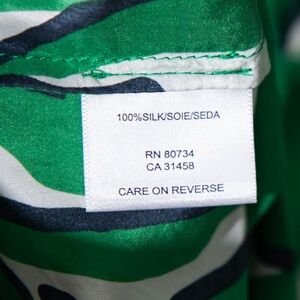 100%SILK/SOIE/SEDA
RN 80734
CA 31458
CARE ON REVERSE